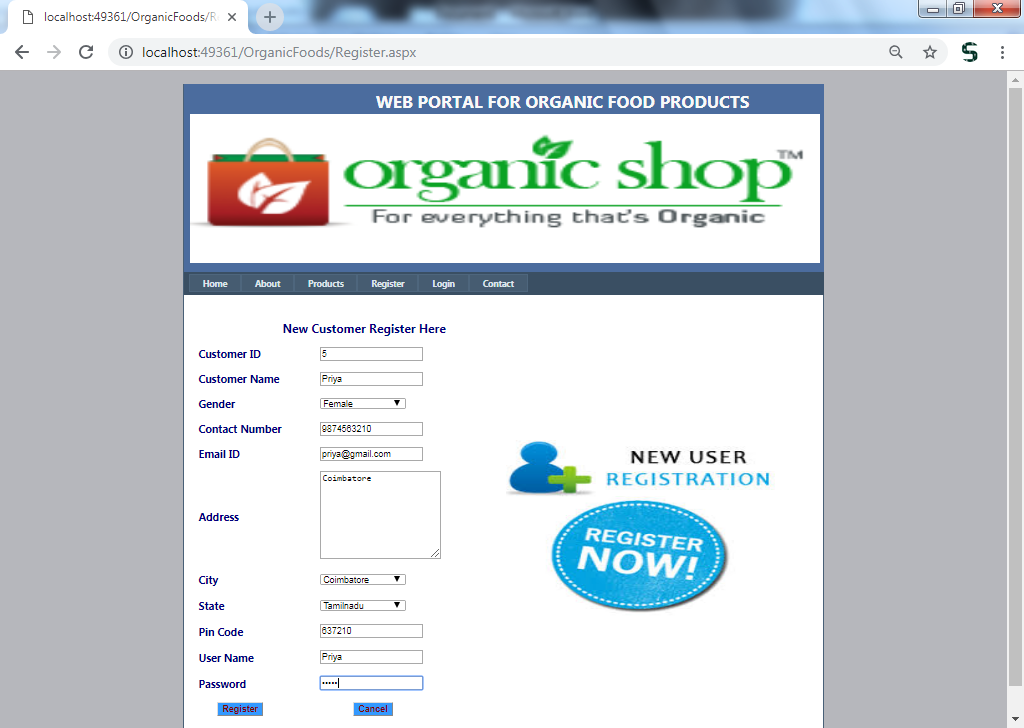 localhost:49361/OrganicFoods/R
localhost:49361/OrganicFoods/Register.aspx
WEB PORTAL FOR ORGANIC FOOD PRODUCTS
organic shop™
For everything that's Organic
Home About Products Register Login Contact
New Customer Register Here
Customer ID 5
Customer Name Priya
Gender Female
Contact Number 9874563210
Email ID priya@gmail.com
Address Coimbatore
NEW USER
REGISTRATION
REGISTER
NOW!
City Coimbatore
State Tamilnadu
Pin Code 637210
User Name Priya
Password •••••
Register Cancel